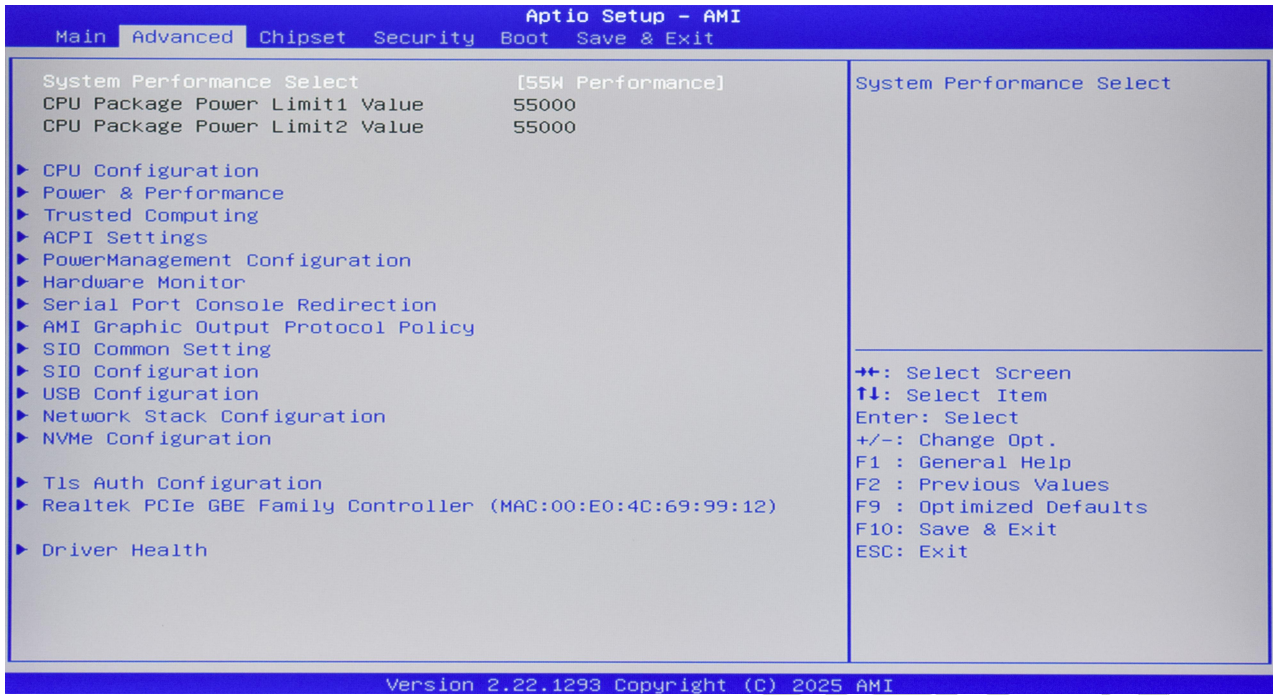 Aptio Setup – AMI
Main Advanced Chipset Security Boot Save & Exit
System Performance Select [55W Performance]
CPU Package Power Limit1 Value 55000
CPU Package Power Limit2 Value 55000
CPU Configuration
Power & Performance
Trusted Computing
ACPI Settings
PowerManagement Configuration
Hardware Monitor
Serial Port Console Redirection
AMI Graphic Output Protocol Policy
SIO Common Setting
SIO Configuration
USB Configuration
Network Stack Configuration
NVMe Configuration
Tls Auth Configuration
Realtek PCIe GBE Family Controller (MAC:00:E0:4C:69:99:12)
Driver Health
System Performance Select
→←: Select Screen
↑↓: Select Item
Enter: Select
+/-: Change Opt.
F1 : General Help
F2 : Previous Values
F9 : Optimized Defaults
F10: Save & Exit
ESC: Exit
Version 2.22.1293 Copyright (C) 2025 AMI